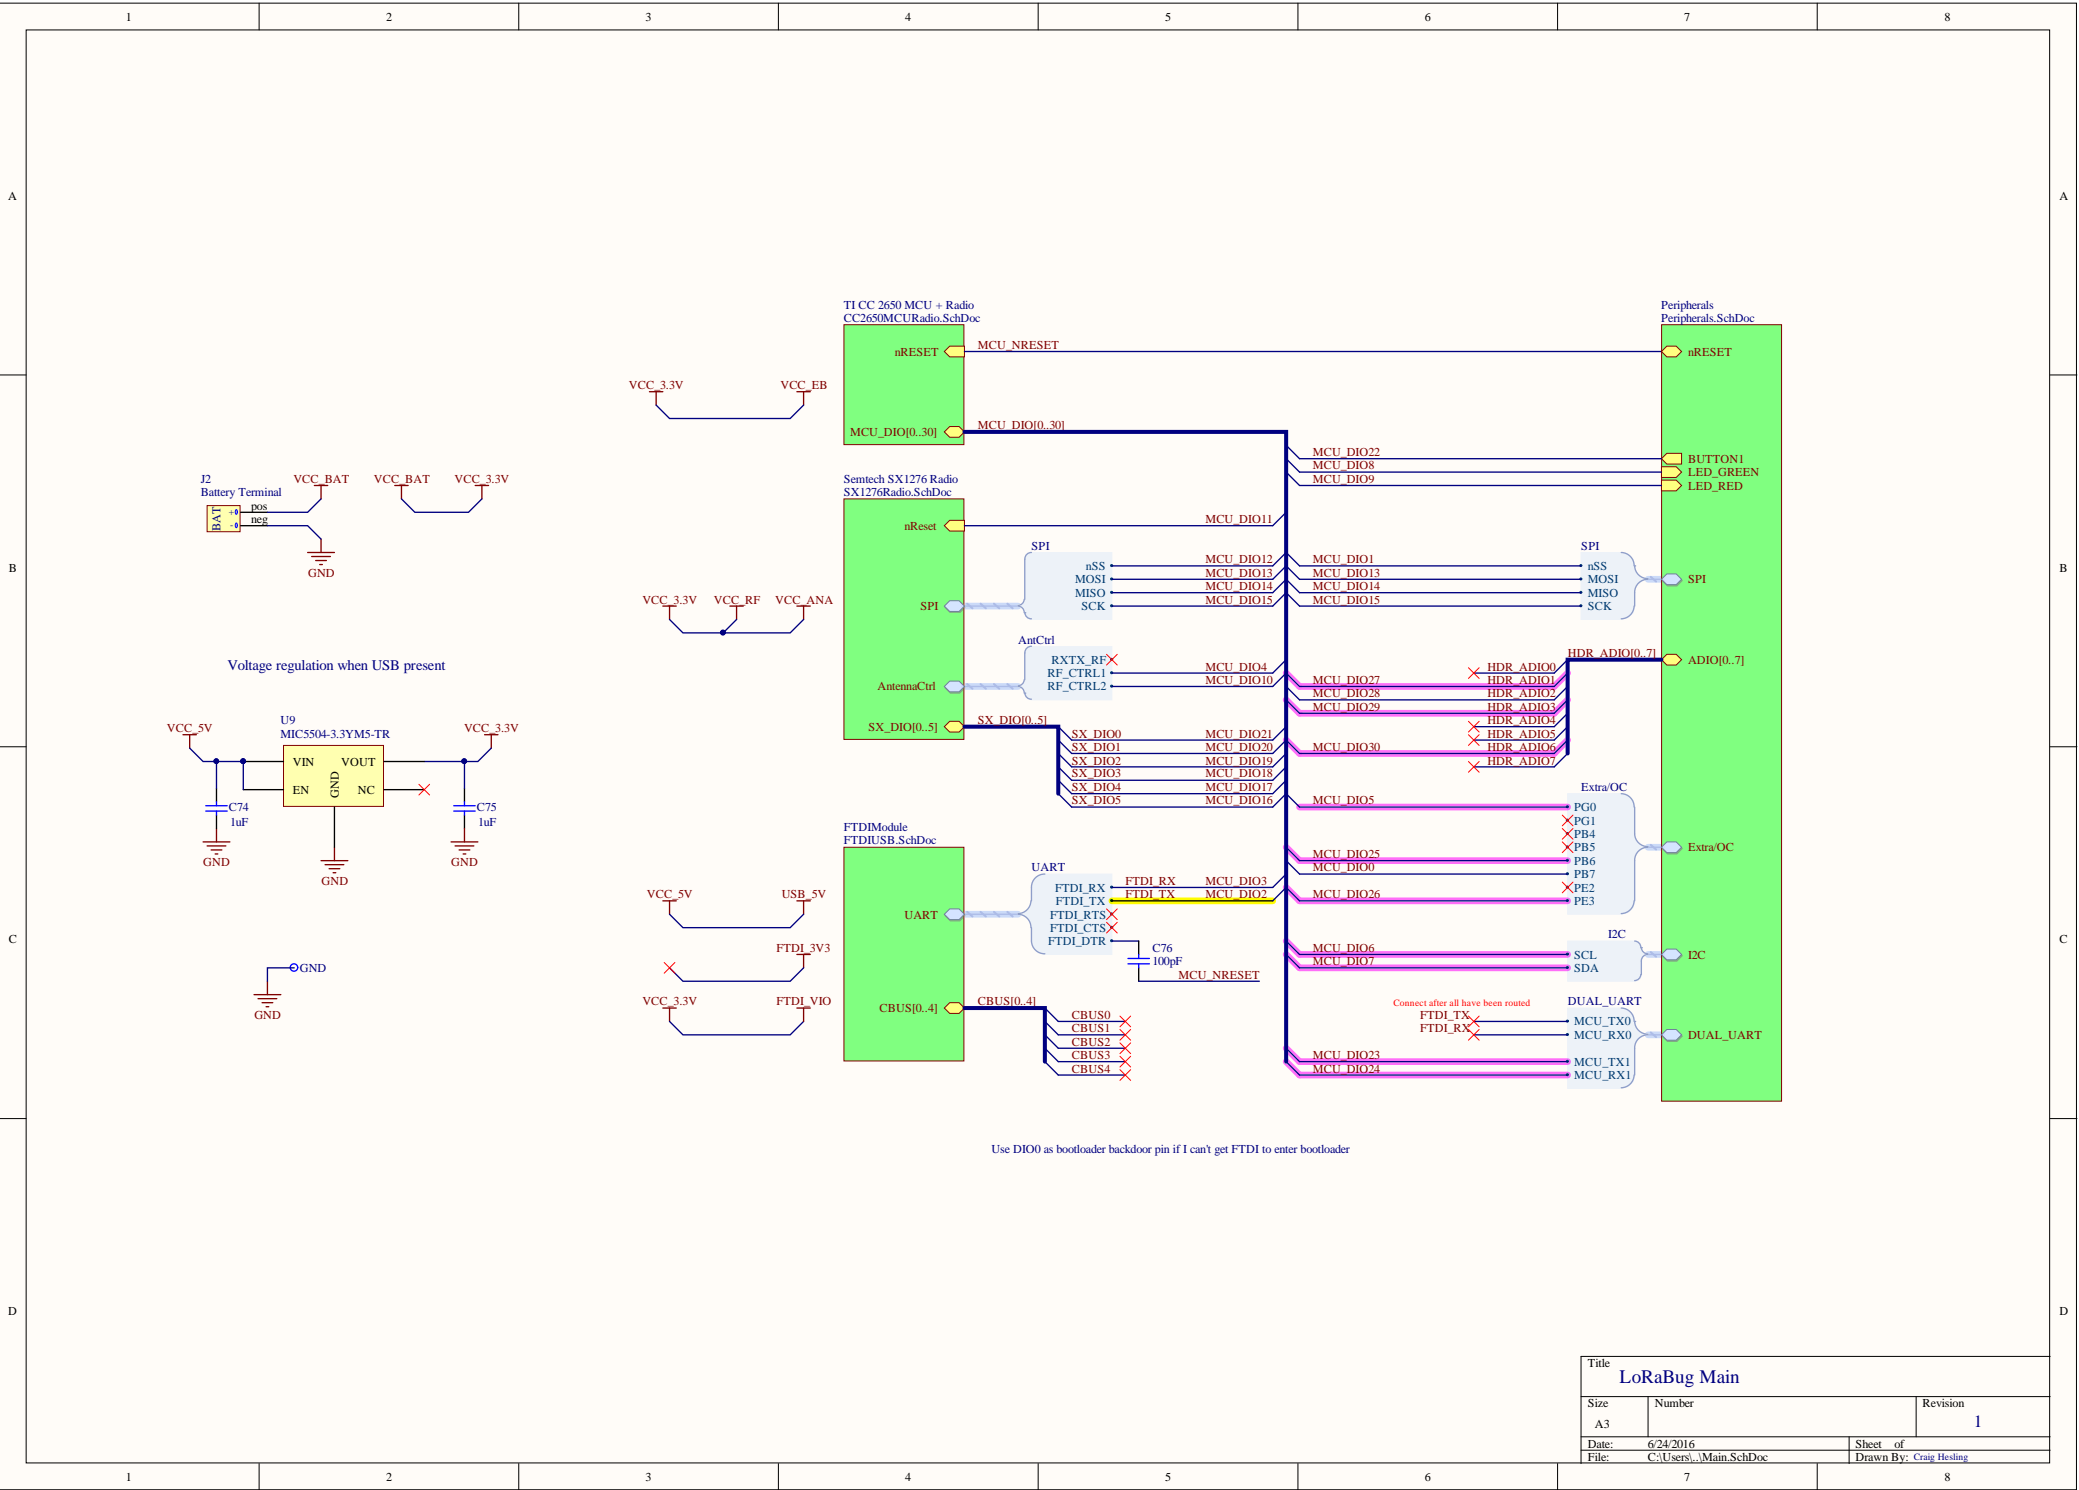 1 2 3 4 5 6 7 8
A A
TI CC 2650 MCU + Radio
CC2650MCURadio.SchDoc
nRESET
MCU_NRESET
MCU_DIO[0..30]
MCU_DIO[0..30]
Peripherals
Peripherals.SchDoc
nRESET
VCC_3.3V VCC_EB
MCU_DIO22
BUTTON1
MCU_DIO8
LED_GREEN
MCU_DIO9
LED_RED
J2
Battery Terminal
BAT
+
-
pos
neg
VCC_BAT
GND
VCC_BAT VCC_3.3V
B B
Semtech SX1276 Radio
SX1276Radio.SchDoc
nReset
MCU_DIO11
SPI
SPI
nSS MCU_DIO12
MOSI MCU_DIO13
MISO MCU_DIO14
SCK MCU_DIO15
SPI
MCU_DIO1 nSS
MCU_DIO13 MOSI
MCU_DIO14 MISO
MCU_DIO15 SCK
SPI
VCC_3.3V VCC_RF VCC_ANA
AntCtrl
AntennaCtrl
RXTX_RF
RF_CTRL1 MCU_DIO4
RF_CTRL2 MCU_DIO10
HDR_ADIO[0..7]
ADIO[0..7]
HDR_ADIO0
MCU_DIO27 HDR_ADIO1
MCU_DIO28 HDR_ADIO2
MCU_DIO29 HDR_ADIO3
HDR_ADIO4
HDR_ADIO5
MCU_DIO30 HDR_ADIO6
HDR_ADIO7
SX_DIO[0..5] SX_DIO[0..5]
SX_DIO0 MCU_DIO21
SX_DIO1 MCU_DIO20
SX_DIO2 MCU_DIO19
SX_DIO3 MCU_DIO18
SX_DIO4 MCU_DIO17
SX_DIO5 MCU_DIO16
Voltage regulation when USB present
VCC_5V
U9
MIC5504-3.3YM5-TR
VIN VOUT
EN GND NC
VCC_3.3V
C74
1uF
GND
GND
C75
1uF
GND
Extra/OC
MCU_DIO5 PG0
PG1
PB4
PB5
MCU_DIO25 PB6
MCU_DIO0 PB7
PE2
MCU_DIO26 PE3
Extra/OC
FTDIModule
FTDIUSB.SchDoc
UART
UART
FTDI_RX FTDI_RX MCU_DIO3
FTDI_TX FTDI_TX MCU_DIO2
FTDI_RTS
FTDI_CTS
FTDI_DTR
C76
100pF
MCU_NRESET
VCC_5V USB_5V
FTDI_3V3
VCC_3.3V FTDI_VIO
C C
GND
GND
I2C
MCU_DIO6 SCL
MCU_DIO7 SDA
I2C
Connect after all have been routed
DUAL_UART
FTDI_TX MCU_TX0
FTDI_RX MCU_RX0
MCU_DIO23 MCU_TX1
MCU_DIO24 MCU_RX1
DUAL_UART
CBUS[0..4] CBUS[0..4]
CBUS0
CBUS1
CBUS2
CBUS3
CBUS4
Use DIO0 as bootloader backdoor pin if I can't get FTDI to enter bootloader
D D
Title
LoRaBug Main
Size Number Revision
A3 1
Date: 6/24/2016 Sheet of
File: C:\Users\..\Main.SchDoc Drawn By: Craig Hesling
1 2 3 4 5 6 7 8